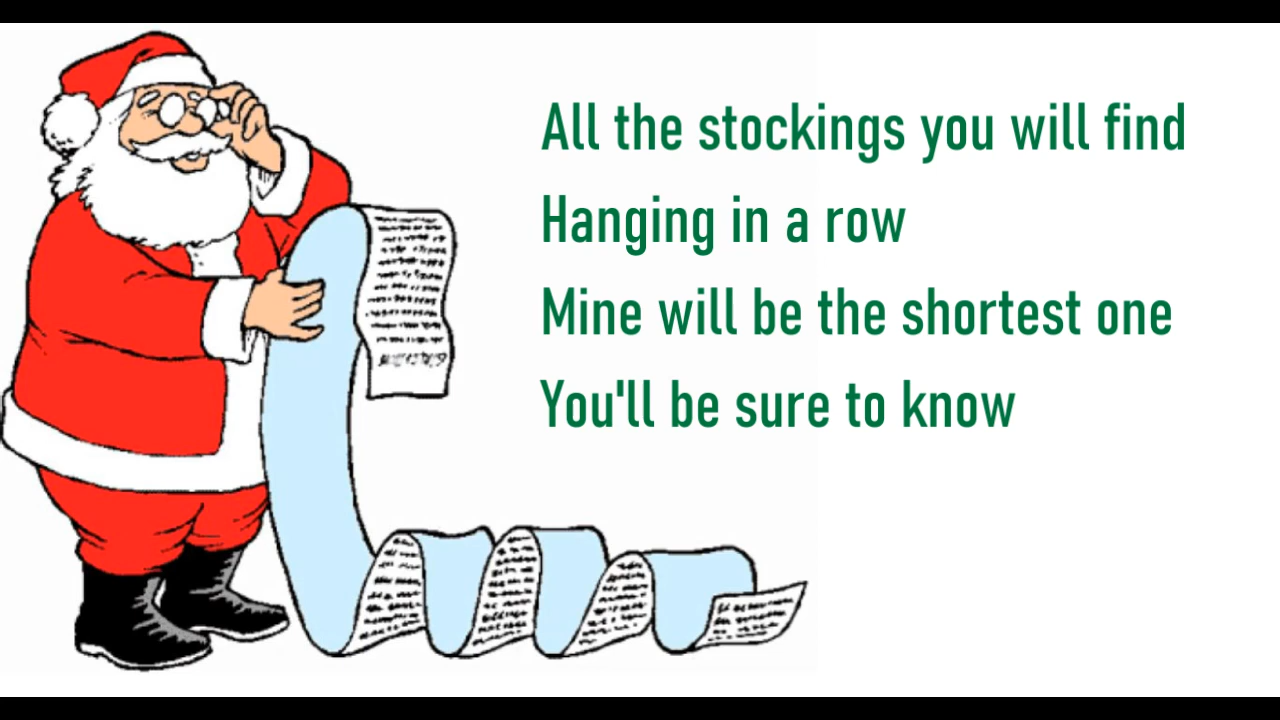 All the stockings you will find
Hanging in a row
Mine will be the shortest one
You'll be sure to know